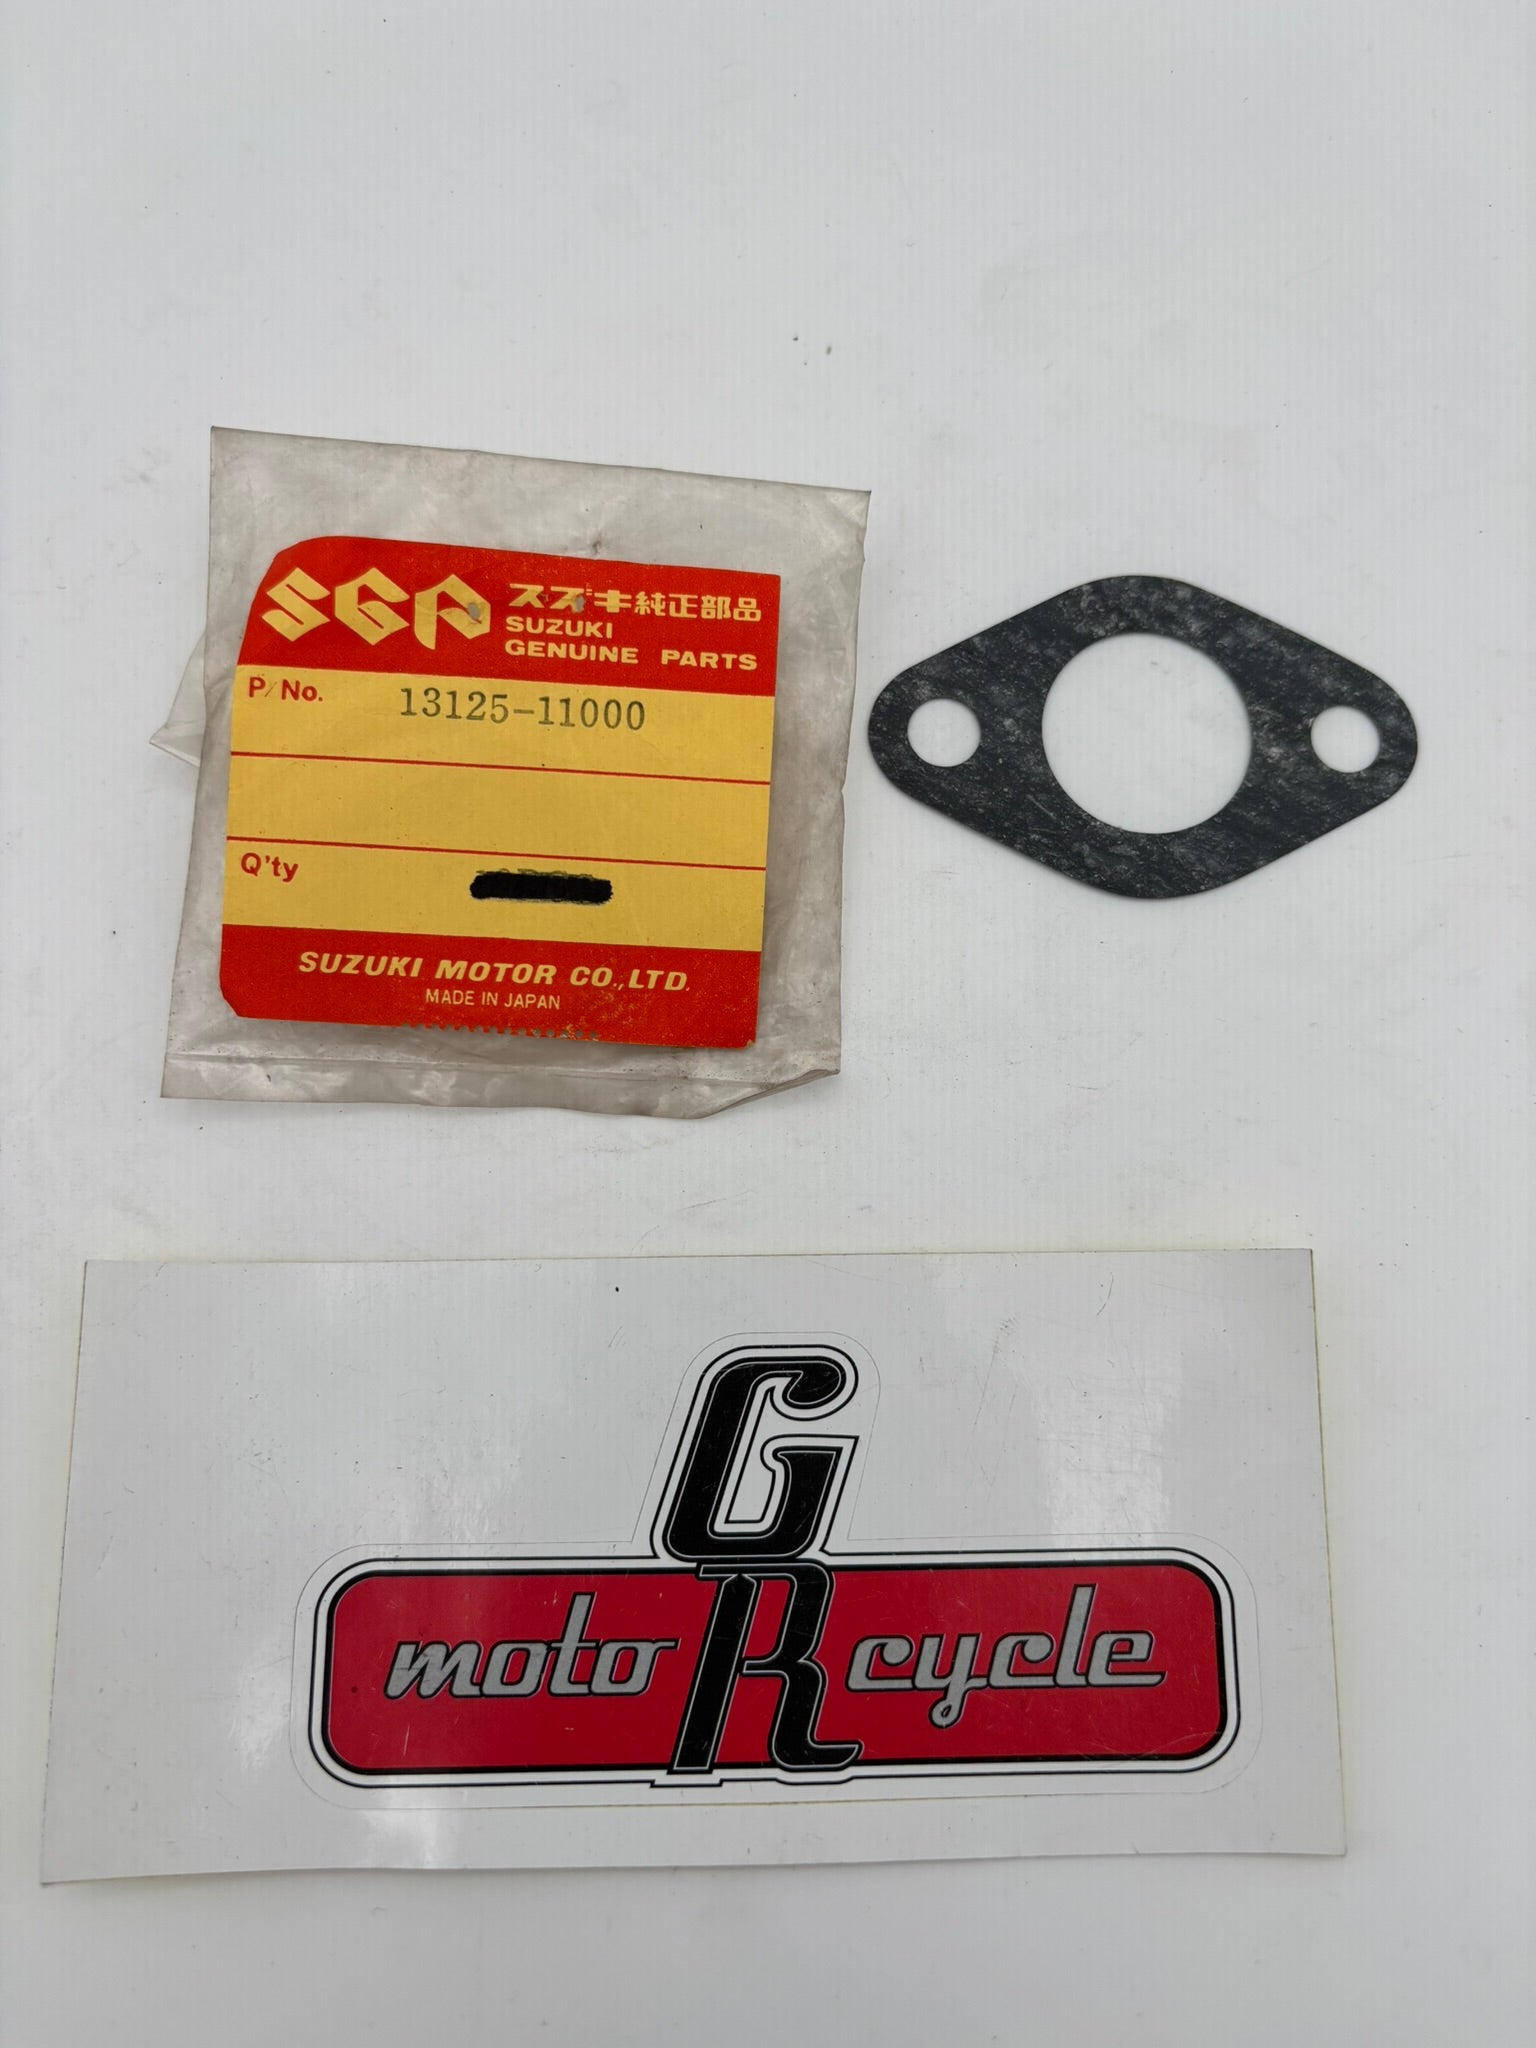 SGP
スズキ純正部品
SUZUKI
GENUINE PARTS
P/No.
13125-11000
Q'ty
SUZUKI MOTOR CO.,LTD.
MADE IN JAPAN
GR
moto cycle